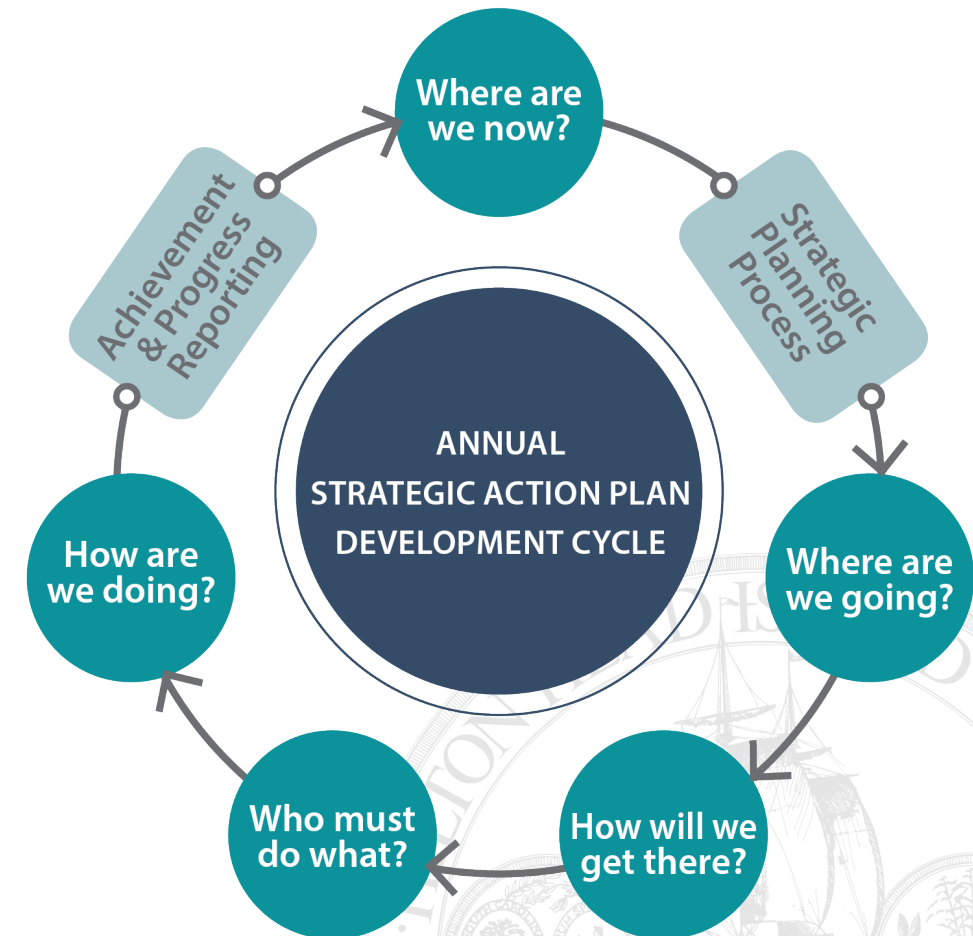 Where are
we now?
Strategic
Planning
Process
Where are
we going?
How will we
get there?
Who must
do what?
How are
we doing?
Achievement
& Progress
Reporting
ANNUAL
STRATEGIC ACTION PLAN
DEVELOPMENT CYCLE